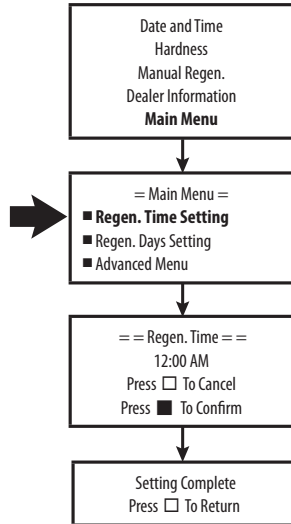 Date and Time
Hardness
Manual Regen.
Dealer Information
Main Menu
= Main Menu =
■ Regen. Time Setting
■ Regen. Days Setting
■ Advanced Menu
= = Regen. Time = =
12:00 AM
Press □ To Cancel
Press ■ To Confirm
Setting Complete
Press □ To Return